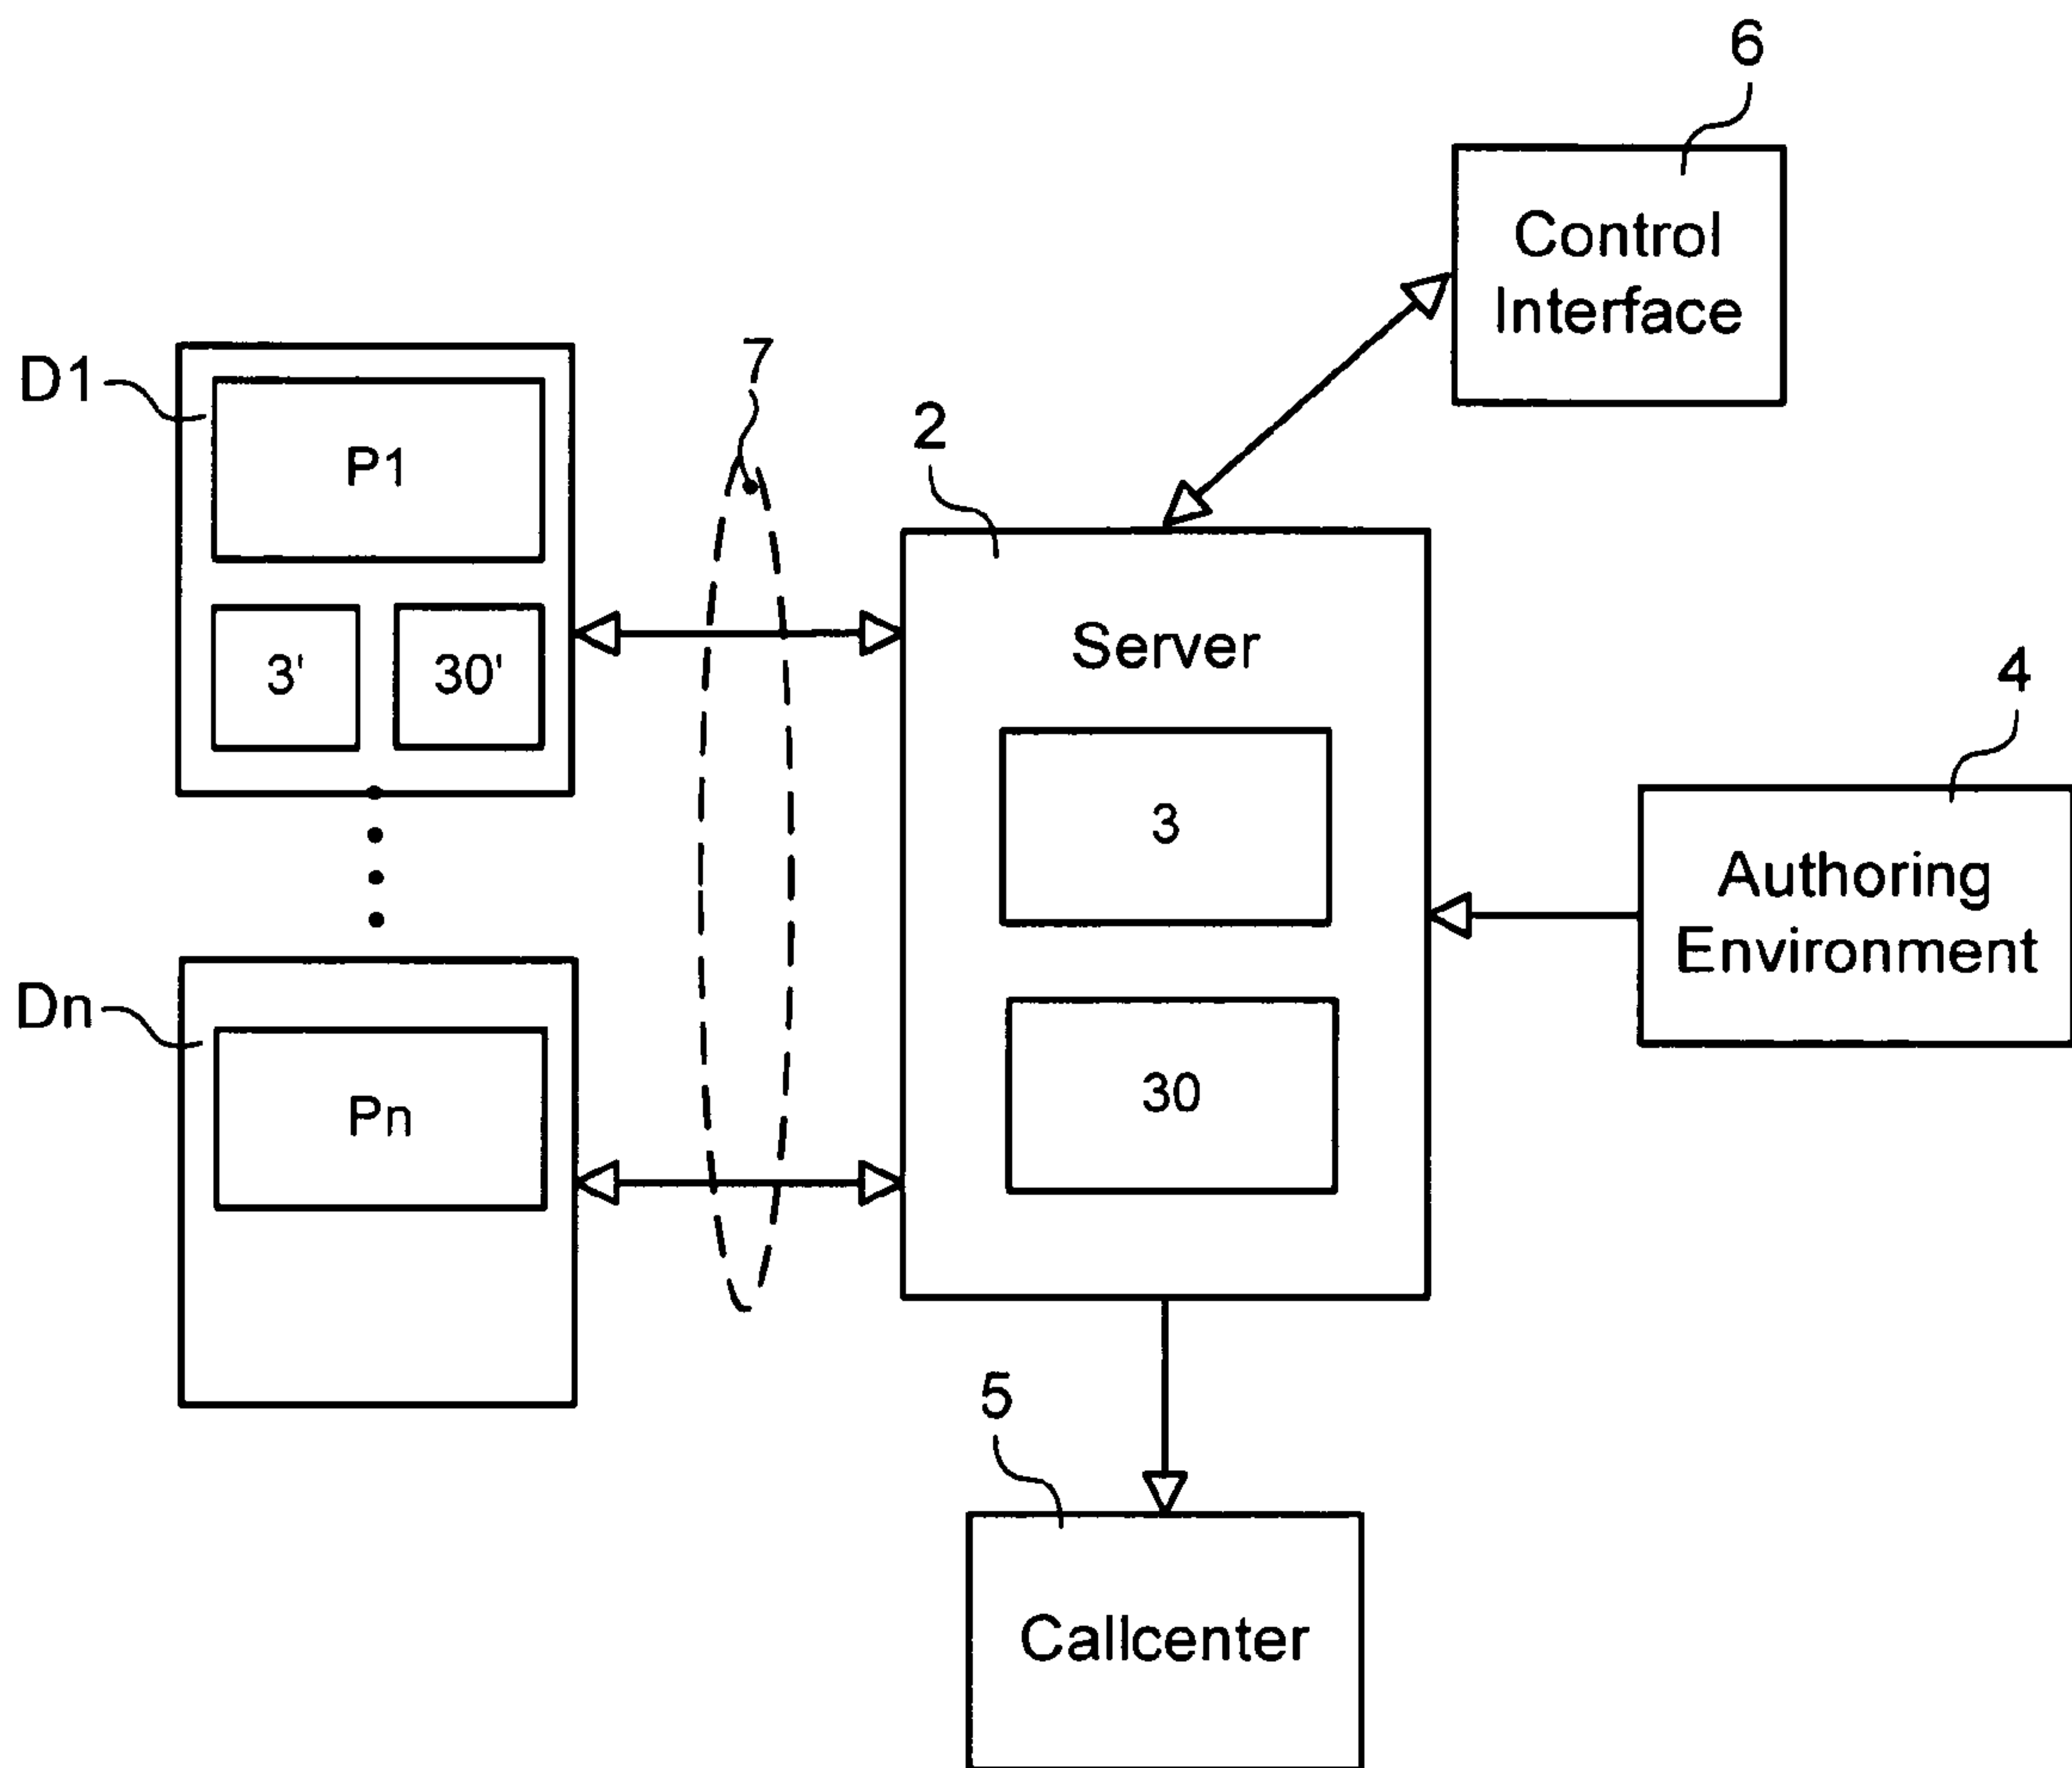 6
Control
Interface
D1
P1
3'
30'
7
2
Server
3
30
4
Authoring
Environment
Dn
Pn
5
Callcenter